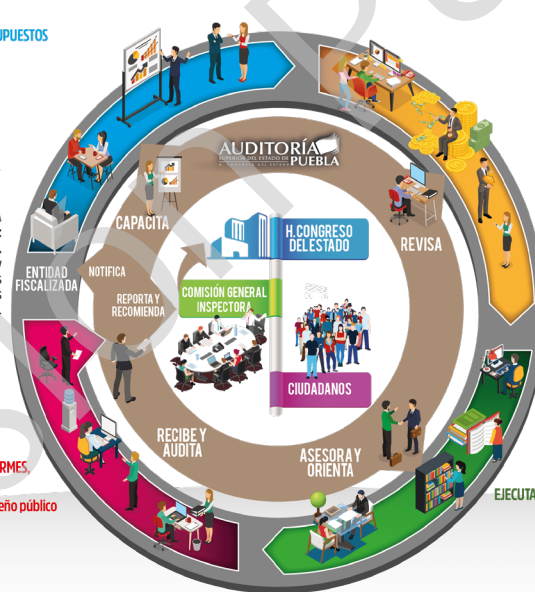 UPUESTOS
AUDITORÍA
SUPERIOR DEL ESTADO DE
PUEBLA
CAPACITA
H.CONGRESO
DEL ESTADO
REVISA
ENTIDAD
FISCALIZADA
NOTIFICA
REPORTA Y
RECOMIENDA
COMISIÓN GENERAL
INSPECTORA
CIUDADANOS
RECIBE Y
AUDITA
ASESORA Y
ORIENTA
RMES,
EJECUTA
eño público